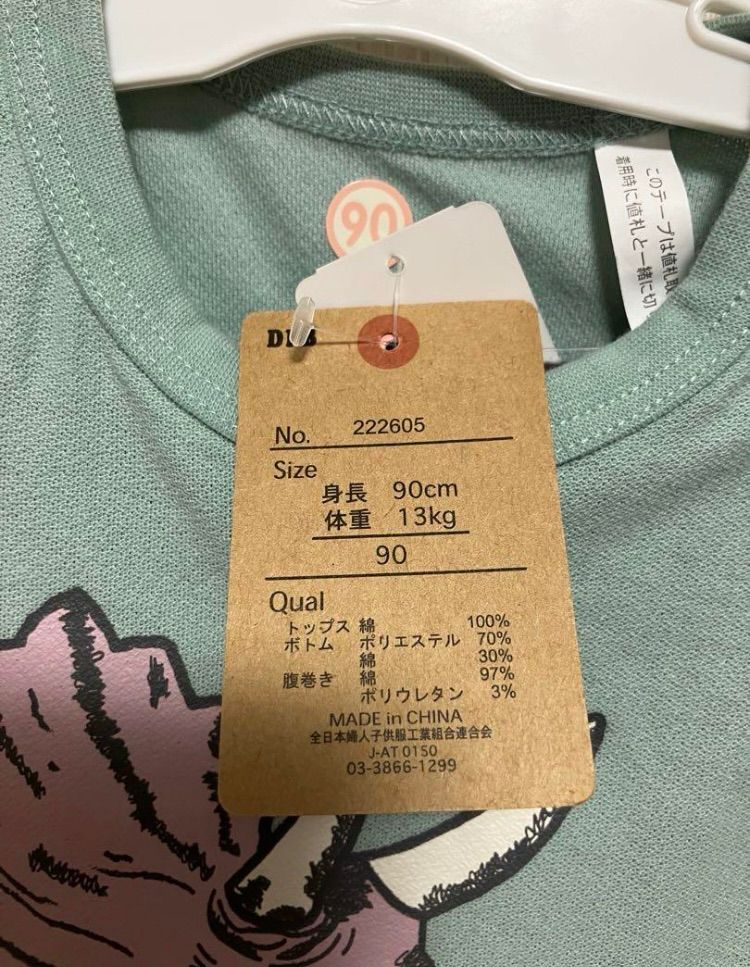 90
このテープは値札取
着用時に値札と一緒に切
No. 222605
Size
身長 90cm
体重 13kg
90
Qual
トップス 綿 100%
ボトム ポリエステル 70%
綿 30%
腹巻き 綿 97%
ポリウレタン 3%
MADE in CHINA
全日本婦人子供服工業組合連合会
J-AT 0150
03-3866-1299